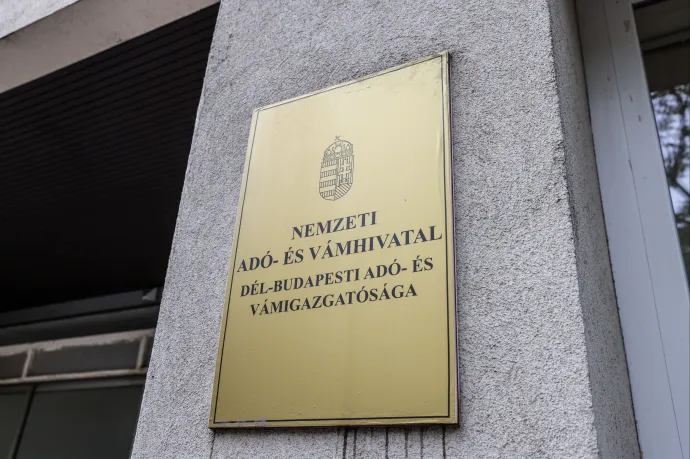 NEMZETI
ADÓ- ÉS VÁMHIVATAL
DÉL-BUDAPESTI ADÓ- ÉS
VÁMIGAZGATÓSÁGA